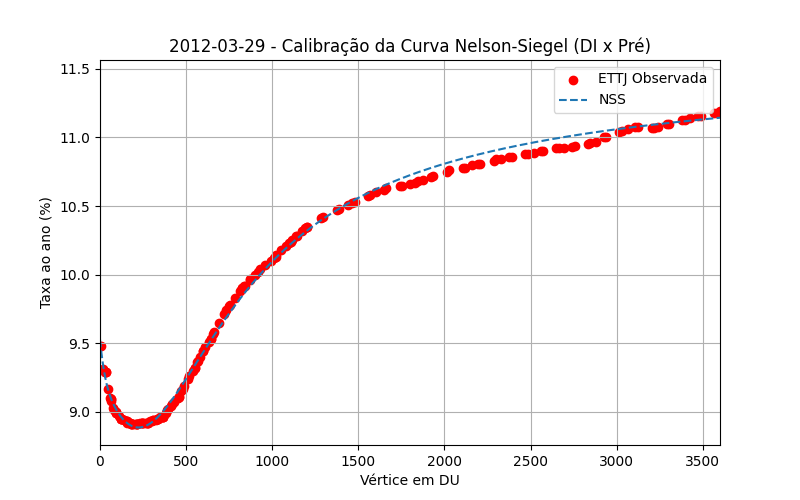 2012-03-29 - Calibração da Curva Nelson-Siegel (DI x Pré)
ETTJ Observada
NSS
Taxa ao ano (%)
11.5
11.0
10.5
10.0
9.5
9.0
0 500 1000 1500 2000 2500 3000 3500
Vértice em DU